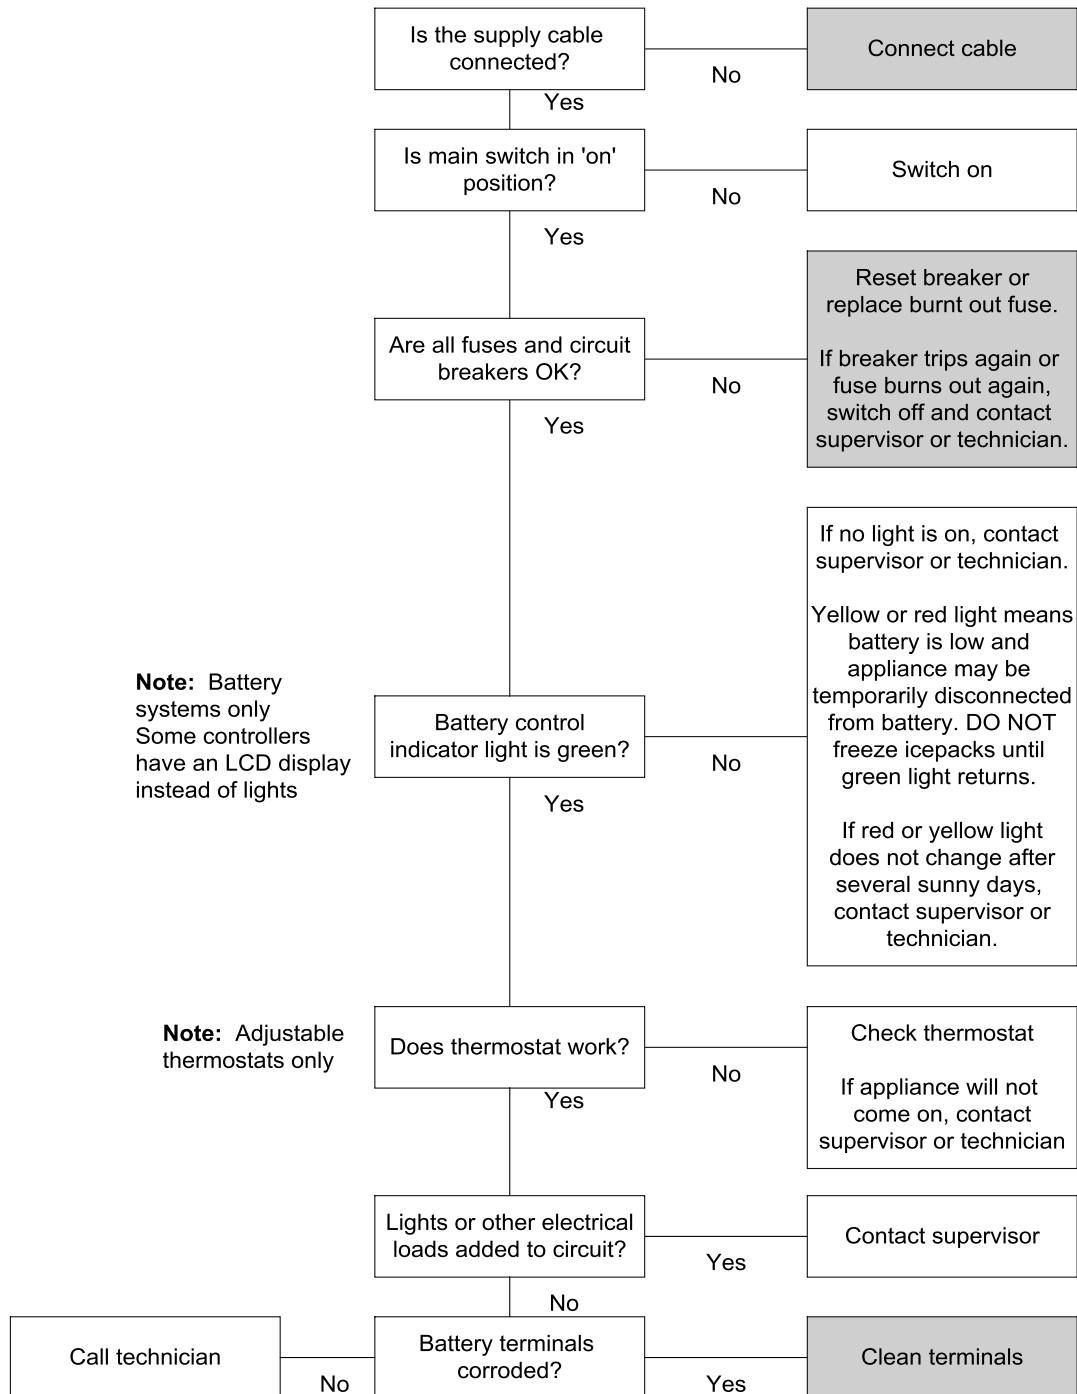 Is the supply cable
connected?
No
Connect cable
Yes
Is main switch in 'on'
position?
No
Switch on
Yes
Are all fuses and circuit
breakers OK?
No
Reset breaker or
replace burnt out fuse.
If breaker trips again or
fuse burns out again,
switch off and contact
supervisor or technician.
Yes
Note: Battery
systems only
Some controllers
have an LCD display
instead of lights
Battery control
indicator light is green?
No
If no light is on, contact
supervisor or technician.
Yellow or red light means
battery is low and
appliance may be
temporarily disconnected
from battery. DO NOT
freeze icepacks until
green light returns.
If red or yellow light
does not change after
several sunny days,
contact supervisor or
technician.
Yes
Note: Adjustable
thermostats only
Does thermostat work?
No
Check thermostat
If appliance will not
come on, contact
supervisor or technician
Yes
Lights or other electrical
loads added to circuit?
Yes
Contact supervisor
No
Battery terminals
corroded?
No
Call technician
Yes
Clean terminals